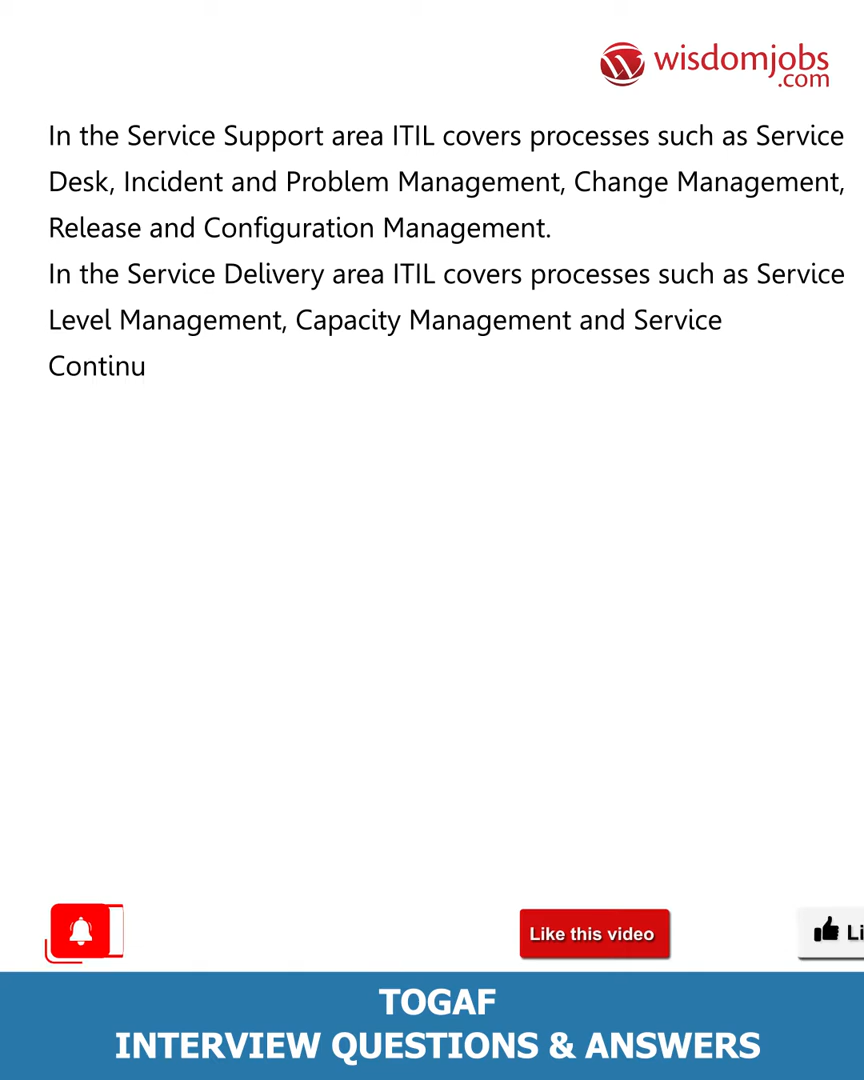 wisdomjobs
.com
In the Service Support area ITIL covers processes such as Service
Desk, Incident and Problem Management, Change Management,
Release and Configuration Management.
In the Service Delivery area ITIL covers processes such as Service
Level Management, Capacity Management and Service
Continu
Like this video
Li
TOGAF
INTERVIEW QUESTIONS & ANSWERS